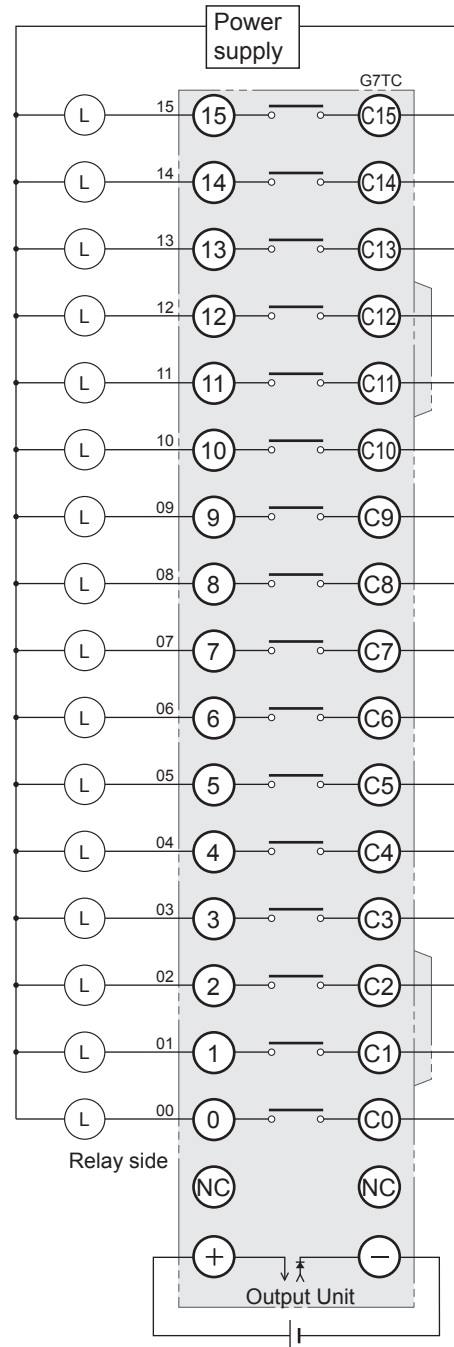 Power
supply
G7TC
L 15 15 C15
L 14 14 C14
L 13 13 C13
L 12 12 C12
L 11 11 C11
L 10 10 C10
L 09 9 C9
L 08 8 C8
L 07 7 C7
L 06 6 C6
L 05 5 C5
L 04 4 C4
L 03 3 C3
L 02 2 C2
L 01 1 C1
L 00 0 C0
Relay side
NC NC
+ −
Output Unit